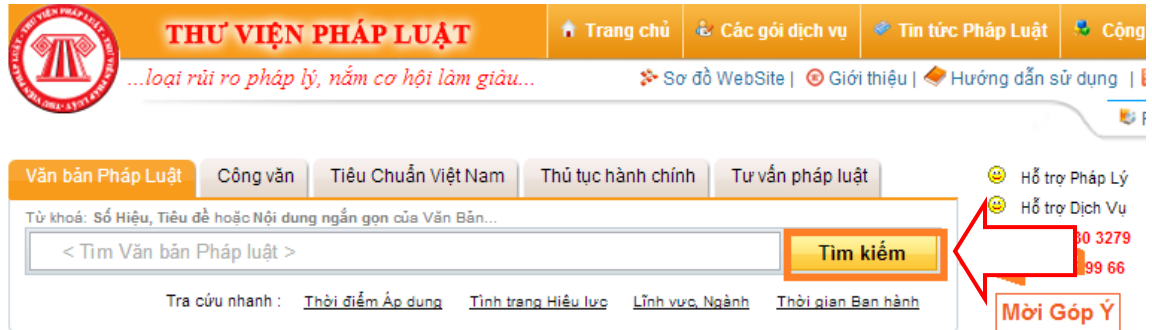 THƯ VIỆN PHÁP LUẬT
Trang chủ
Các gói dịch vụ
Tin tức Pháp Luật
Cộng
...loại rủi ro pháp lý, nắm cơ hội làm giàu...
Sơ đồ WebSite | Giới thiệu | Hướng dẫn sử dụng |
Văn bản Pháp Luật
Công văn
Tiêu Chuẩn Việt Nam
Thủ tục hành chính
Tư vấn pháp luật
Hỗ trợ Pháp Lý
Từ khoá: Số Hiệu, Tiêu đề hoặc Nội dung ngắn gọn của Văn Bản...
Hỗ trợ Dịch Vụ
< Tìm Văn bản Pháp luật >
Tìm kiếm
30 3279
99 66
Tra cứu nhanh : Thời điểm Áp dụng Tình trạng Hiệu lực Lĩnh vực, Ngành Thời gian Ban hành
Mời Góp Ý